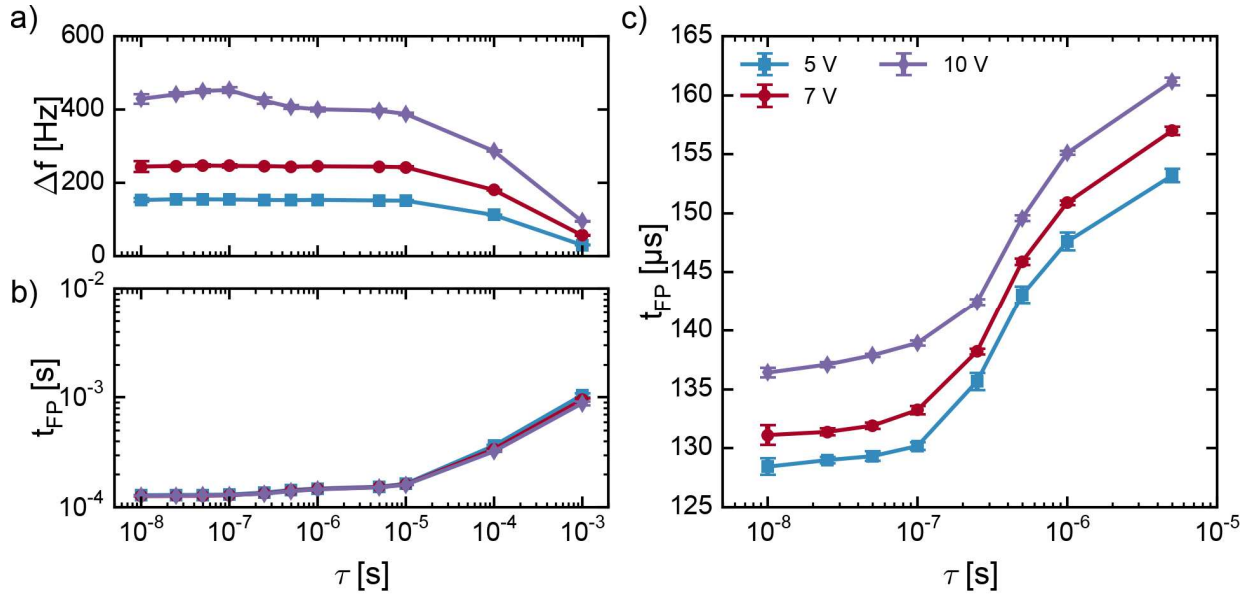 a)
600
400
200
0
Δf [Hz]
b)
10⁻²
10⁻³
10⁻⁴
t_FP [s]
10⁻⁸ 10⁻⁷ 10⁻⁶ 10⁻⁵ 10⁻⁴ 10⁻³
τ [s]
c)
165
160
155
150
145
140
135
130
125
t_FP [µs]
5 V 10 V
7 V
10⁻⁸ 10⁻⁷ 10⁻⁶ 10⁻⁵
τ [s]